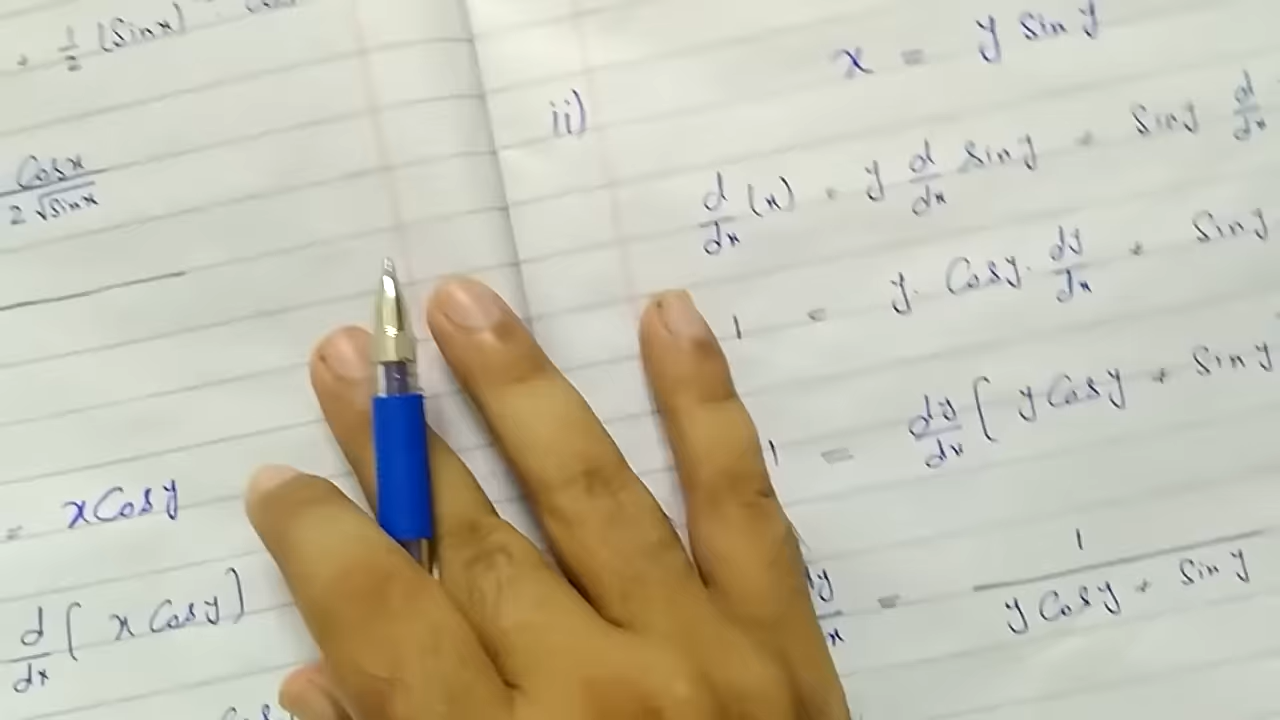 1/2 (Sinx)
Cosx / 2 √Sinx
= x Cosy
d/dx ( x Cosy )
ii) x = y Sin y
d/dx (x) = y d/dx Sin y + Sin y d/dx
1 = y. Cosy. dy/dx + Sin y
1 = dy/dx [ y Cosy + Sin y
= 1 / y Cosy + Sin y